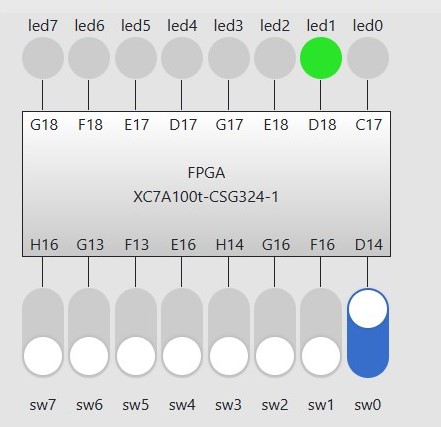 led7 led6 led5 led4 led3 led2 led1 led0
G18 F18 E17 D17 G17 E18 D18 C17
FPGA
XC7A100t-CSG324-1
H16 G13 F13 E16 H14 G16 F16 D14
sw7 sw6 sw5 sw4 sw3 sw2 sw1 sw0